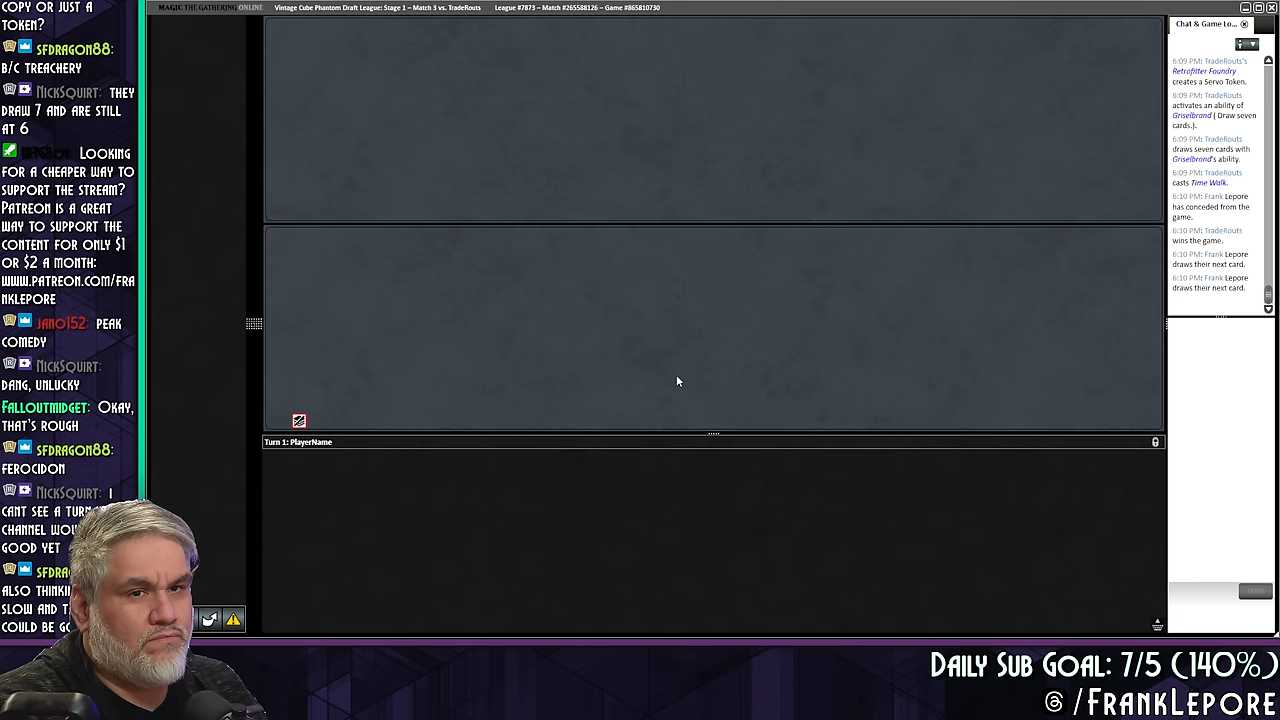 COPY OR JUST A
TOKEN?
SFDRAGON88:
B/C TREACHERY
NICKSQUIRT: THEY
DRAW 7 AND ARE STILL
AT 6
LOOKING
FOR A CHEAPER WAY TO
SUPPORT THE STREAM?
PATREON IS A GREAT
WAY TO SUPPORT THE
CONTENT FOR ONLY $1
OR $2 A MONTH:
WWW.PATREON.COM/FRA
NKLEPORE
JANO152: PEAK
COMEDY
NICKSQUIRT:
DANG, UNLUCKY
FALLOUTMIDGET: OKAY,
THAT'S ROUGH
SFDRAGON88:
FEROCIDON
NICKSQUIRT: I
CANT SEE A TURN
CHANNEL WOU
GOOD YET
SFDRA
ALSO THINKI
SLOW AND T
COULD BE GO
MAGIC THE GATHERING ONLINE
Vintage Cube Phantom Draft League: Stage 1 – Match 3 vs. TradeRouts
League #7873 – Match #265588126 – Game #865810730
Turn 1: PlayerName
Chat & Game Lo...
6:09 PM: TradeRouts's
Retrofitter Foundry
creates a Servo Token.
6:09 PM: TradeRouts
activates an ability of
Griselbrand ( Draw seven
cards.).
6:09 PM: TradeRouts
draws seven cards with
Griselbrand's ability.
6:09 PM: TradeRouts
casts Time Walk.
6:10 PM: Frank Lepore
has conceded from the
game.
6:10 PM: TradeRouts
wins the game.
6:10 PM: Frank Lepore
draws their next card.
6:10 PM: Frank Lepore
draws their next card.
SEND
DAILY SUB GOAL: 7/5 (140%)
/FRANKLEPORE